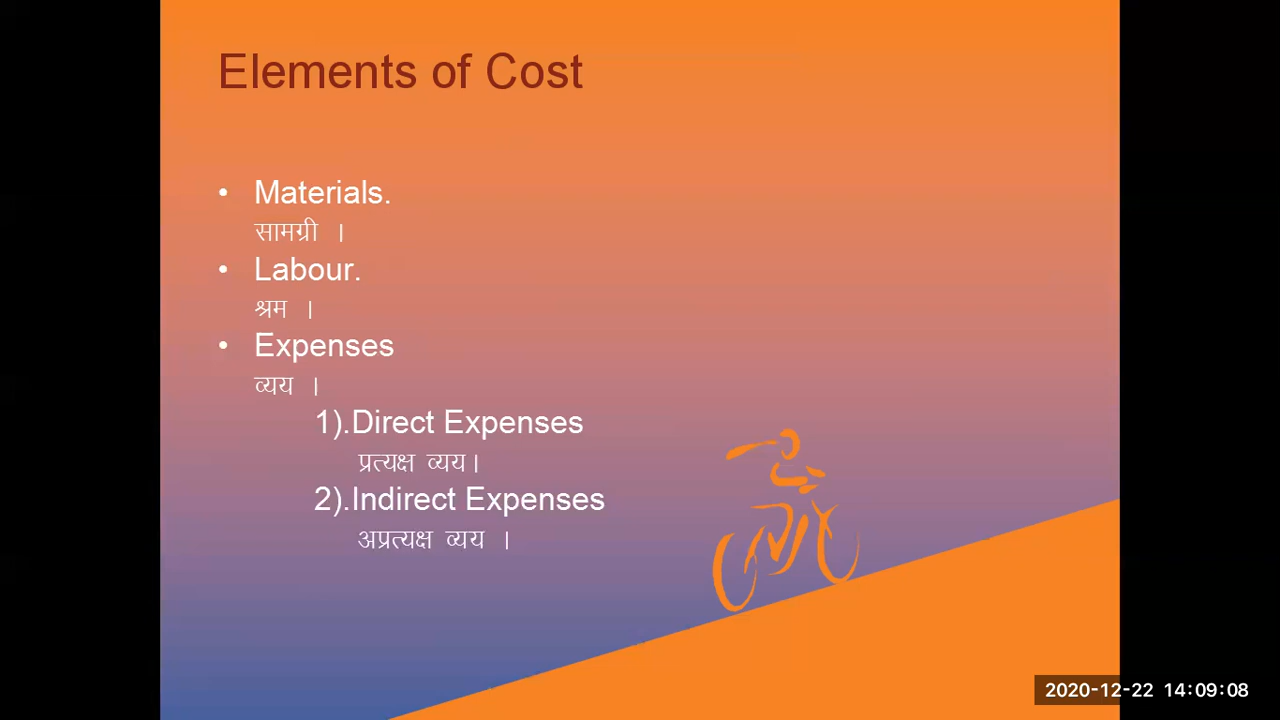 Elements of Cost
• Materials.
सामग्री ।
• Labour.
श्रम ।
• Expenses
व्यय ।
1).Direct Expenses
प्रत्यक्ष व्यय।
2).Indirect Expenses
अप्रत्यक्ष व्यय ।
2020-12-22 14:09:08